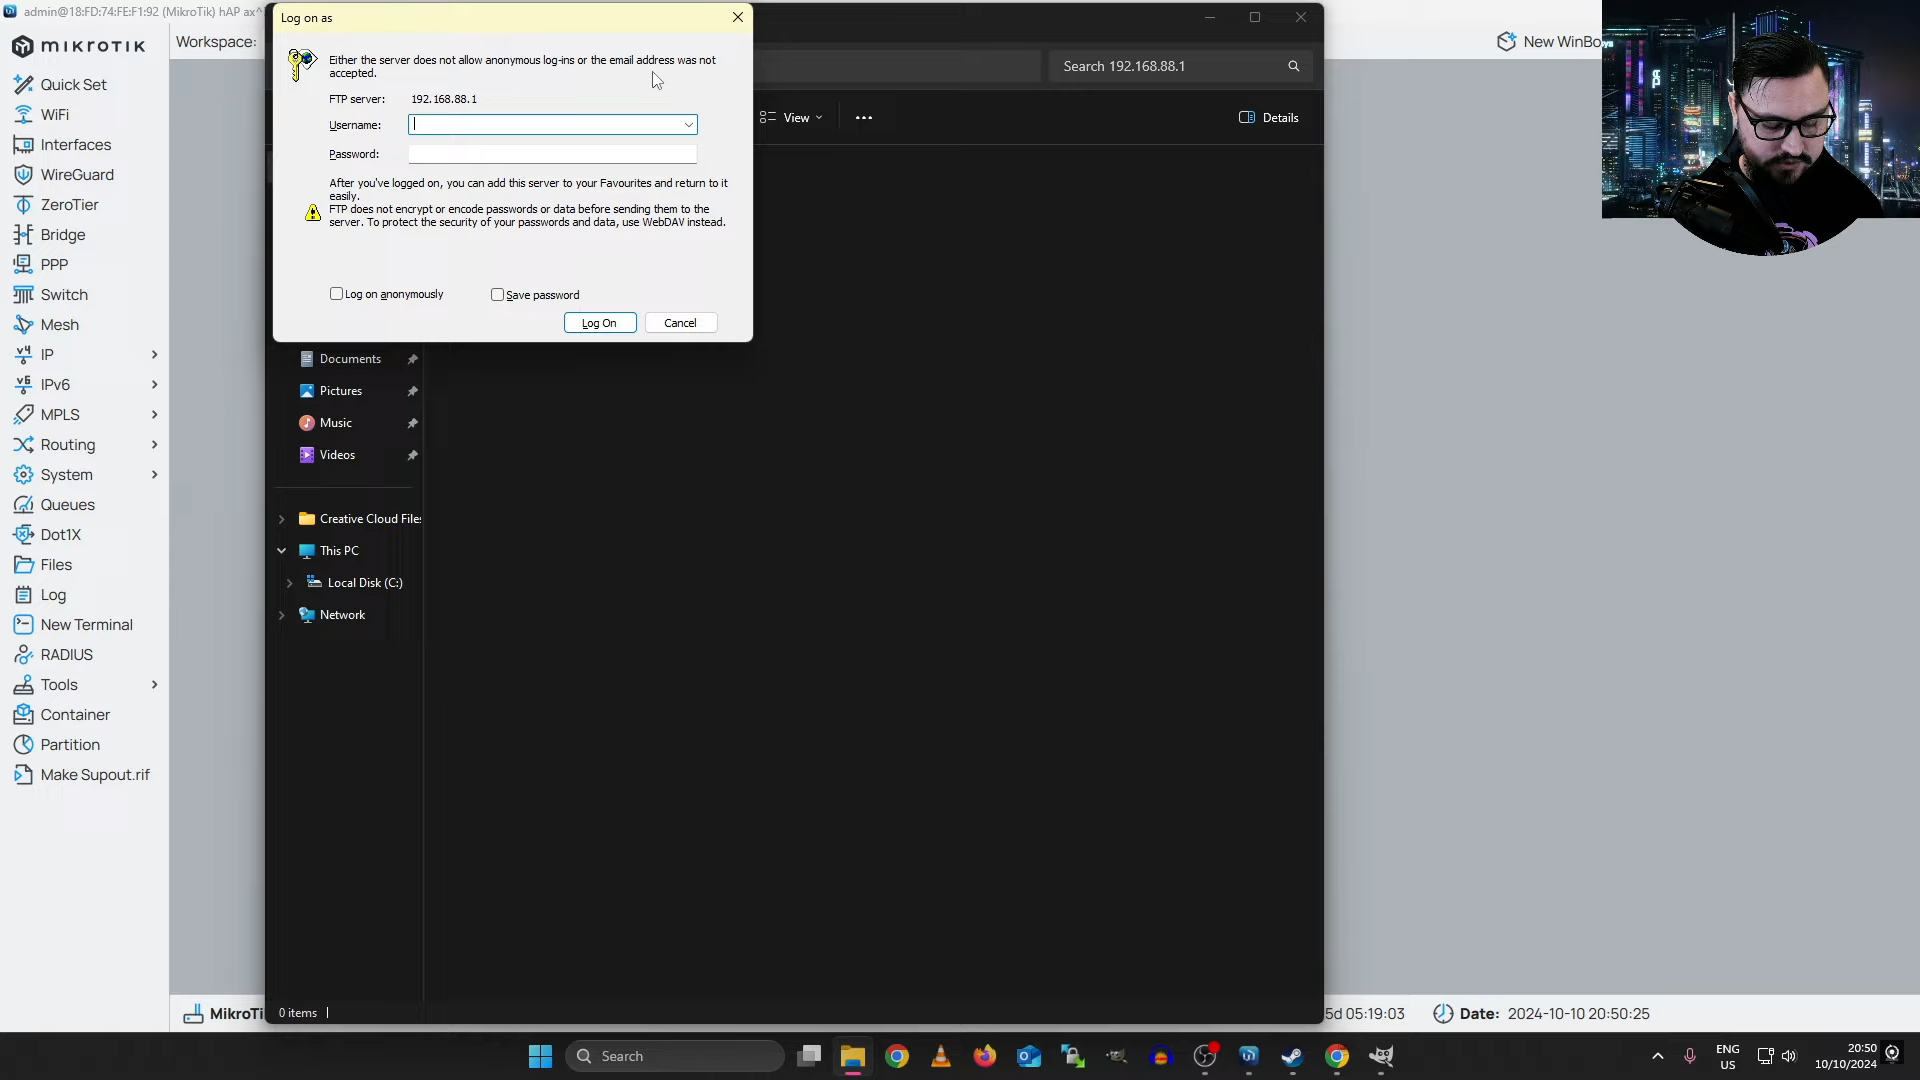 admin@18:FD:74:FE:F1:92 (MikroTik) hAP ax^
Log on as
MIKROTIK
Workspace:
New WinBo
Quick Set
WiFi
Interfaces
WireGuard
ZeroTier
Bridge
PPP
Switch
Mesh
IP
IPv6
MPLS
Routing
System
Queues
Dot1X
Files
Log
New Terminal
RADIUS
Tools
Container
Partition
Make Supout.rif
Either the server does not allow anonymous log-ins or the email address was not
accepted.
FTP server: 192.168.88.1
Username:
Password:
After you've logged on, you can add this server to your Favourites and return to it
easily.
FTP does not encrypt or encode passwords or data before sending them to the
server. To protect the security of your passwords and data, use WebDAV instead.
Log on anonymously
Save password
Log On
Cancel
Search 192.168.88.1
View
Details
Documents
Pictures
Music
Videos
Creative Cloud Files
This PC
Local Disk (C:)
Network
0 items
MikroTi
5d 05:19:03
Date: 2024-10-10 20:50:25
Search
ENG
US
20:50
10/10/2024